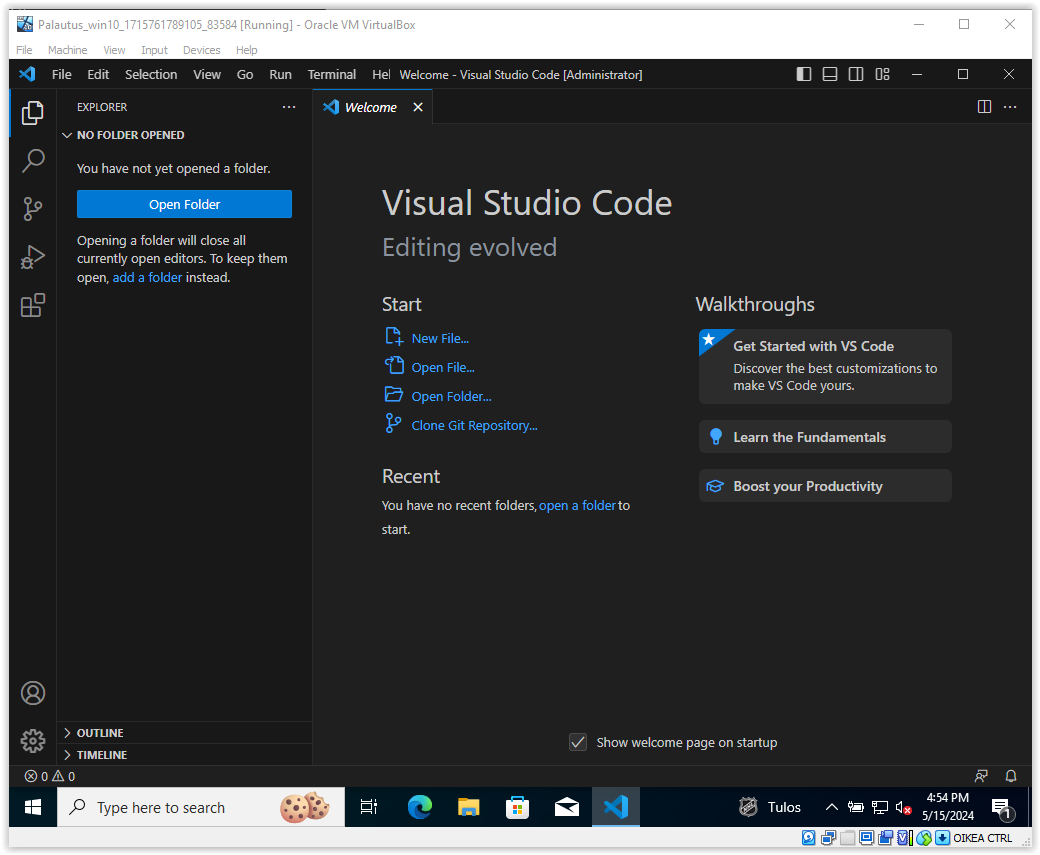 Palautus_win10_1715761789105_83584 [Running] - Oracle VM VirtualBox
File Machine View Input Devices Help
File Edit Selection View Go Run Terminal Hel Welcome - Visual Studio Code [Administrator]
EXPLORER
Welcome
NO FOLDER OPENED
You have not yet opened a folder.
Open Folder
Opening a folder will close all
currently open editors. To keep them
open, add a folder instead.
Visual Studio Code
Editing evolved
Start
New File...
Open File...
Open Folder...
Clone Git Repository...
Recent
You have no recent folders, open a folder to
start.
Walkthroughs
Get Started with VS Code
Discover the best customizations to
make VS Code yours.
Learn the Fundamentals
Boost your Productivity
Show welcome page on startup
OUTLINE
TIMELINE
0 0
Type here to search
Tulos
4:54 PM
5/15/2024
1
OIKEA CTRL